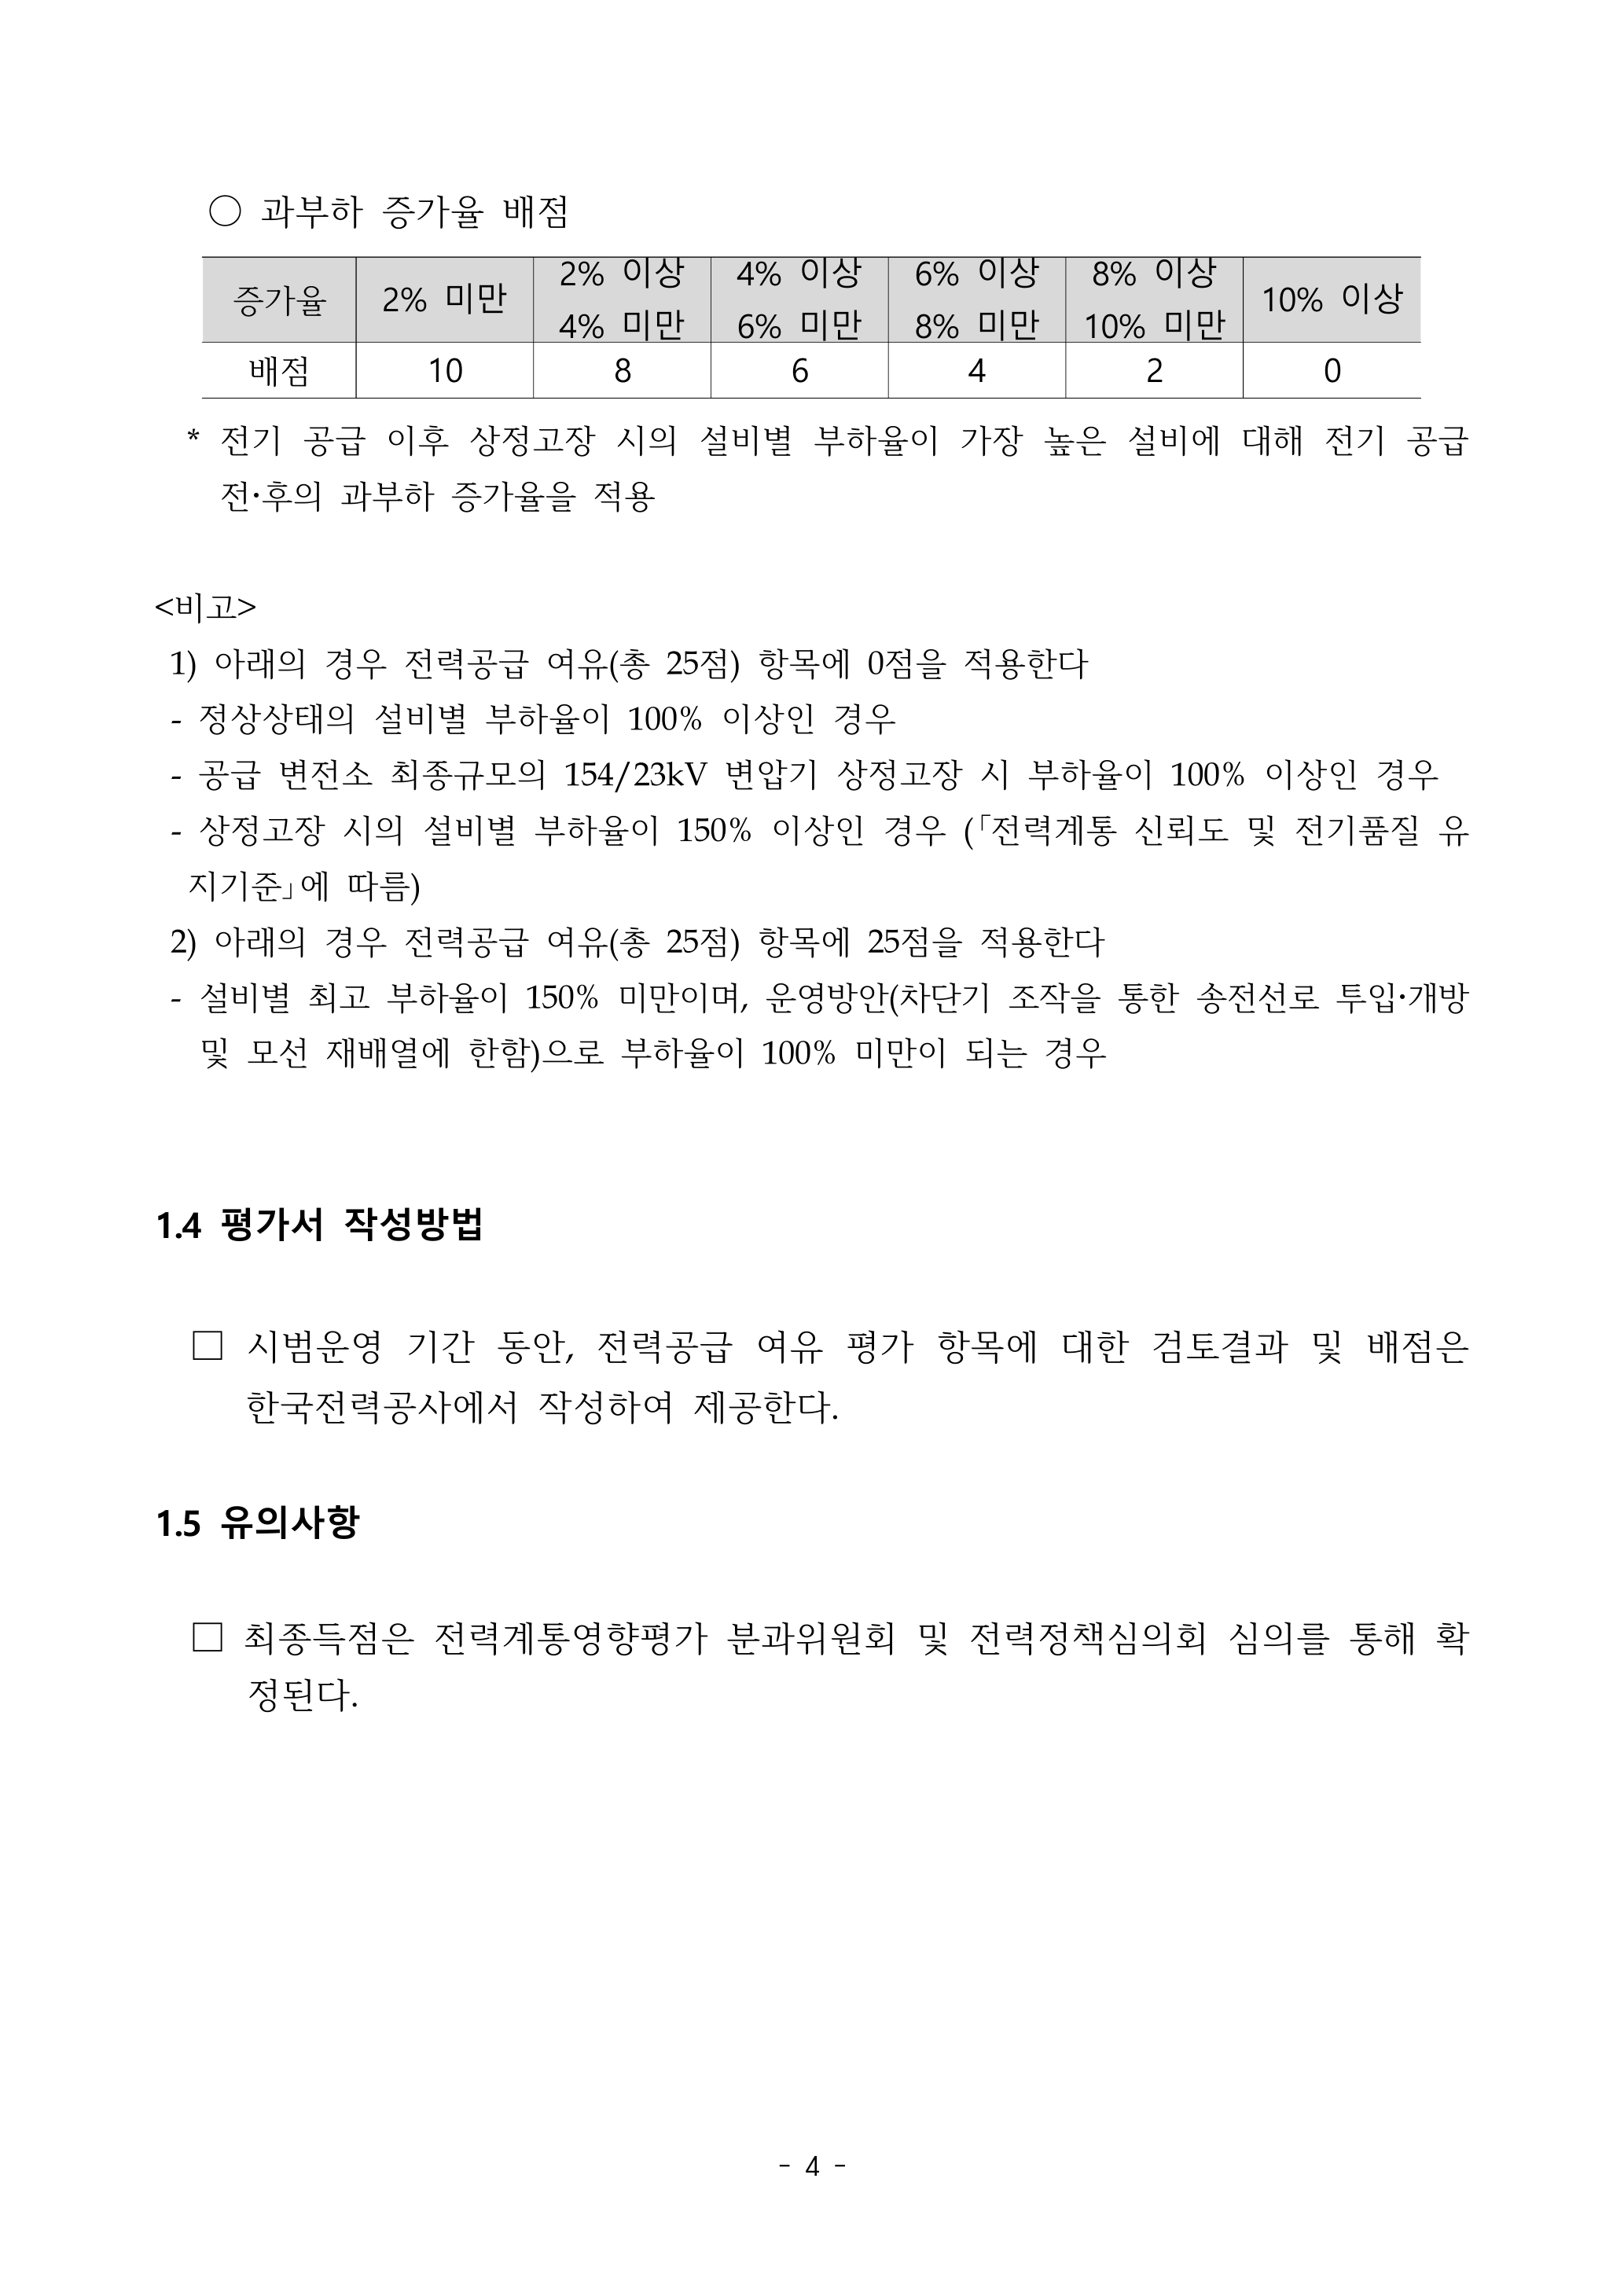 ○ 과부하 증가율 배점
증가율 2% 미만 2% 이상 4% 미만 4% 이상 6% 미만 6% 이상 8% 미만 8% 이상 10% 미만 10% 이상
배점 10 8 6 4 2 0
* 전기 공급 이후 상정고장 시의 설비별 부하율이 가장 높은 설비에 대해 전기 공급
전·후의 과부하 증가율을 적용
<비고>
1) 아래의 경우 전력공급 여유(총 25점) 항목에 0점을 적용한다
- 정상상태의 설비별 부하율이 100% 이상인 경우
- 공급 변전소 최종규모의 154/23kV 변압기 상정고장 시 부하율이 100% 이상인 경우
- 상정고장 시의 설비별 부하율이 150% 이상인 경우 (「전력계통 신뢰도 및 전기품질 유
지기준」에 따름)
2) 아래의 경우 전력공급 여유(총 25점) 항목에 25점을 적용한다
- 설비별 최고 부하율이 150% 미만이며, 운영방안(차단기 조작을 통한 송전선로 투입·개방
및 모선 재배열에 한함)으로 부하율이 100% 미만이 되는 경우
1.4 평가서 작성방법
□ 시범운영 기간 동안, 전력공급 여유 평가 항목에 대한 검토결과 및 배점은
한국전력공사에서 작성하여 제공한다.
1.5 유의사항
□ 최종득점은 전력계통영향평가 분과위원회 및 전력정책심의회 심의를 통해 확
정된다.
- 4 -